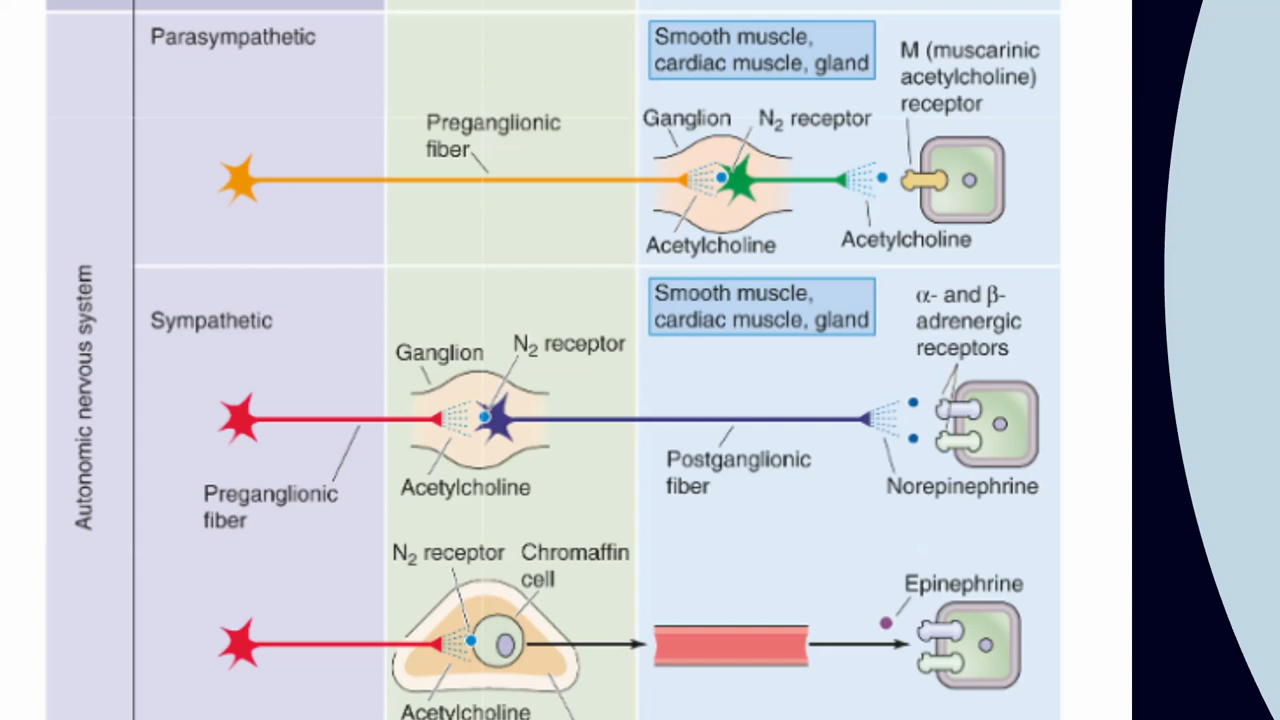 Autonomic nervous system
Parasympathetic
Preganglionic
fiber
Smooth muscle,
cardiac muscle, gland
Ganglion
N₂ receptor
M (muscarinic
acetylcholine)
receptor
Acetylcholine
Acetylcholine
Sympathetic
Ganglion
N₂ receptor
Smooth muscle,
cardiac muscle, gland
α- and β-
adrenergic
receptors
Preganglionic
fiber
Acetylcholine
Postganglionic
fiber
Norepinephrine
N₂ receptor
Chromaffin
cell
Epinephrine
Acetylcholine